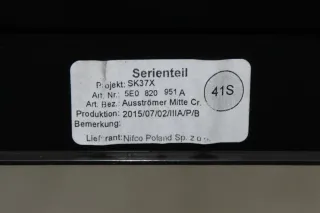 Serienteil
Projekt: SK37X
Art. Nr.: 5E0 820 951 A
41S
Art. Bez.: Ausströmer Mitte Cr.
Produktion: 2015/07/02/IIIA/P/B
Bemerkung:
Lieferant: Nifco Poland Sp. z o.o.